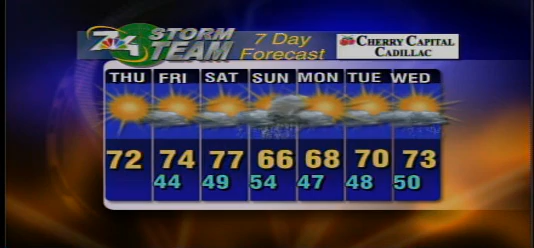 7&4 STORM
TEAM
7 Day
Forecast
CHERRY CAPITAL
CADILLAC
THU FRI SAT SUN MON TUE WED
72 74 77 66 68 70 73
44 49 54 47 48 50